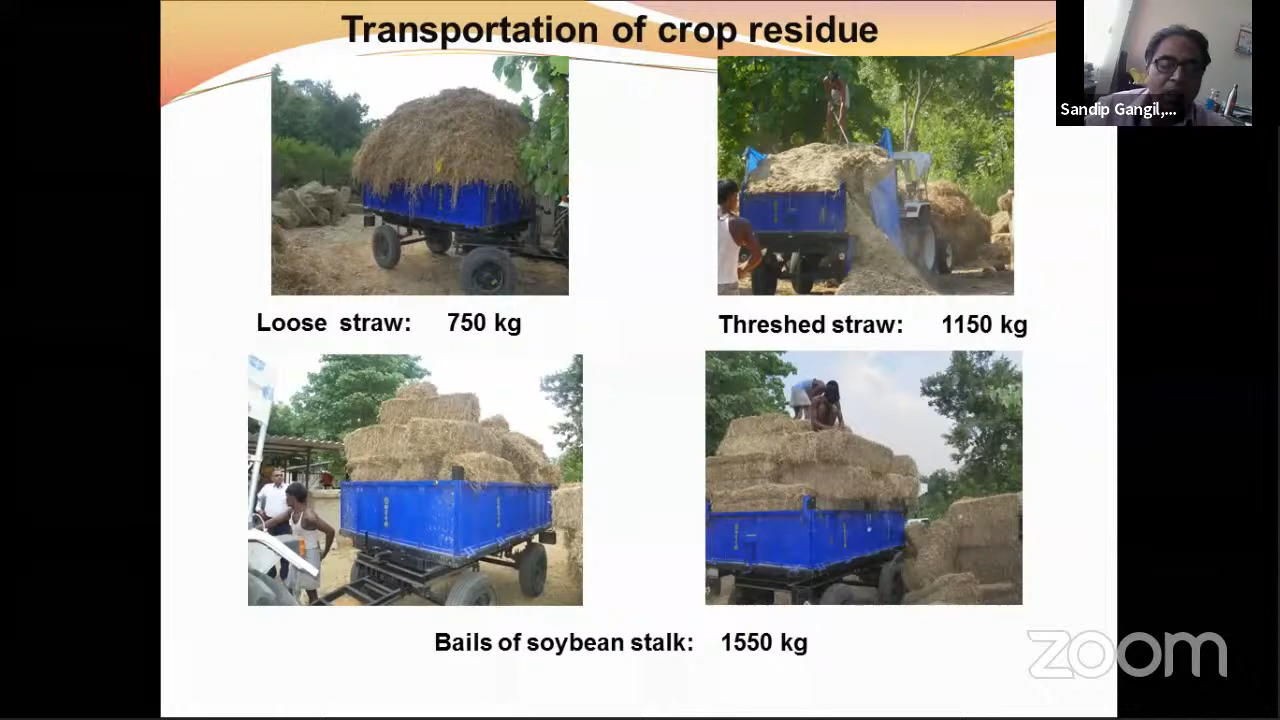 Transportation of crop residue
Sandip Gangil,...
Loose straw: 750 kg
Threshed straw: 1150 kg
Bails of soybean stalk: 1550 kg
zoom